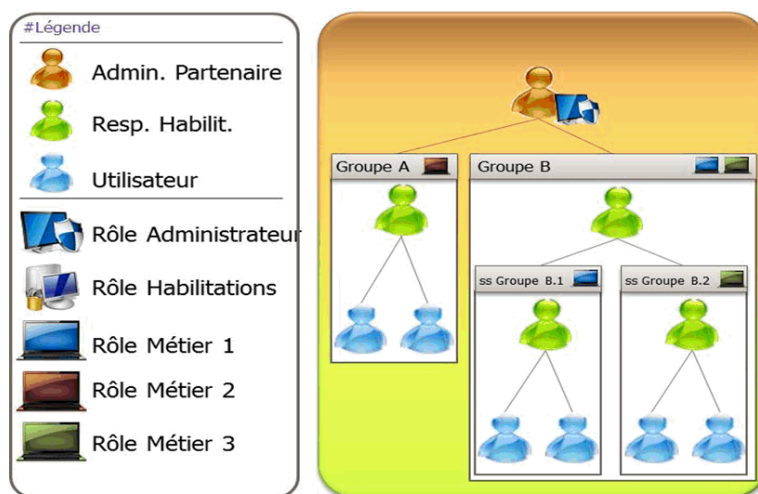 #Légende
Admin. Partenaire
Resp. Habilit.
Utilisateur
Rôle Administrateur
Rôle Habilitations
Rôle Métier 1
Rôle Métier 2
Rôle Métier 3
Groupe A
Groupe B
ss Groupe B.1
ss Groupe B.2